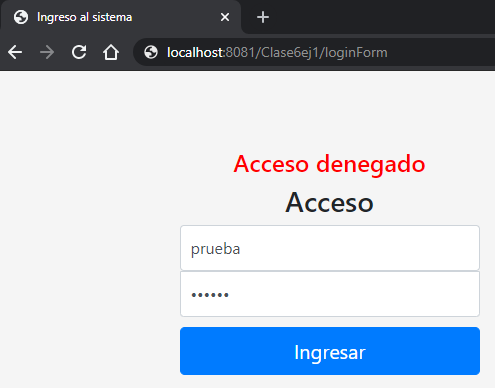 Ingreso al sistema
localhost:8081/Clase6ej1/loginForm
Acceso denegado
Acceso
prueba
••••••
Ingresar